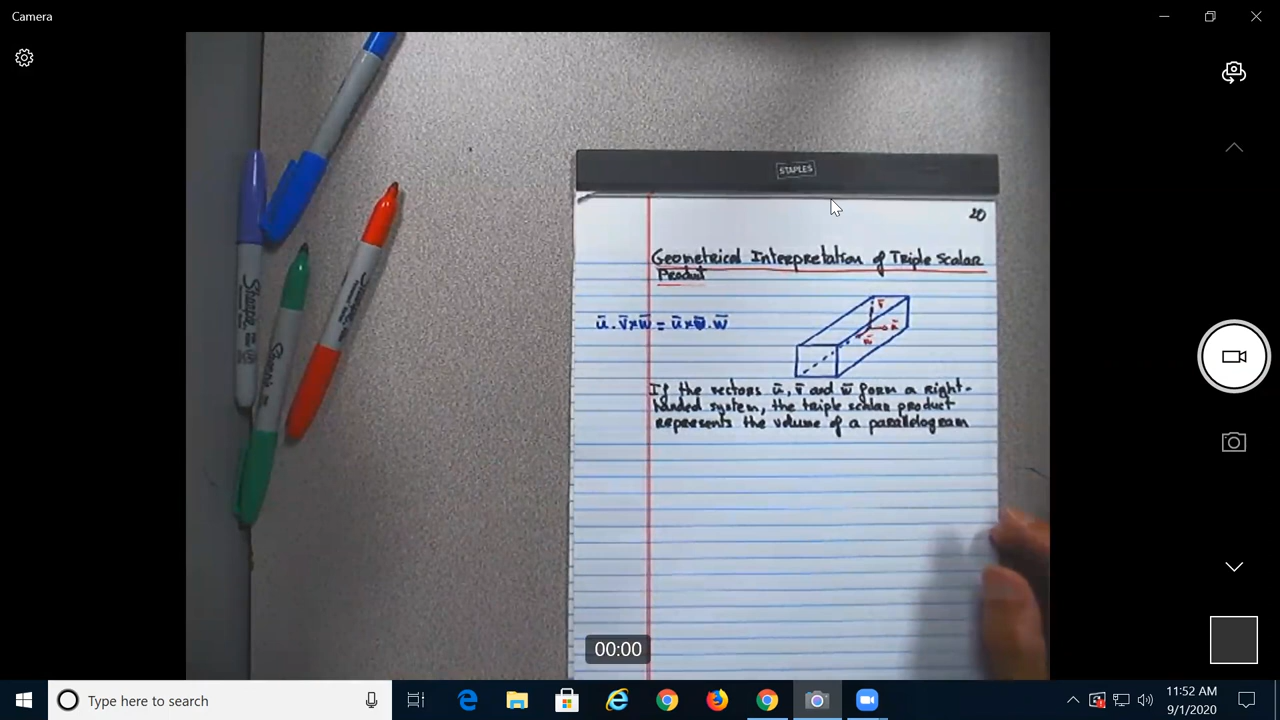 Camera
STAPLES
20
Geometrical Interpretation of Triple Scalar
Product
ū . v̄ × w̄ = ū × v̄ . w̄
v̄
ū
w̄
If the vectors ū, v̄ and w̄ form a right-
handed system, the triple scalar product
represents the volume of a parallelogram
Sharpie
Sharpie
00:00
Type here to search
11:52 AM
9/1/2020